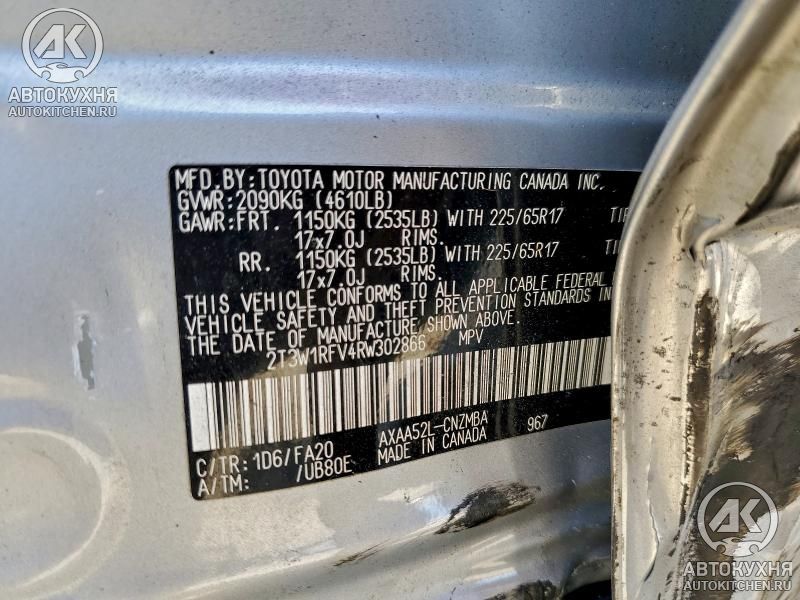 AK
АВТОКУХНЯ
AUTOKITCHEN.RU
MFD.BY:TOYOTA MOTOR MANUFACTURING CANADA INC.
GVWR:2090KG (4610LB)
GAWR:FRT. 1150KG (2535LB) WITH 225/65R17
17x7.0J RIMS.
RR. 1150KG (2535LB) WITH 225/65R17
17x7.0J RIMS.
THIS VEHICLE CONFORMS TO ALL APPLICABLE FEDERAL
VEHICLE SAFETY AND THEFT PREVENTION STANDARDS IN
THE DATE OF MANUFACTURE SHOWN ABOVE.
2T3W1RFV4RW302866 MPV
C/TR: 1D6/FA20 AXAA52L-CNZMBA 967
A/TM: /UB80E MADE IN CANADA
AK
АВТОКУХНЯ
AUTOKITCHEN.RU